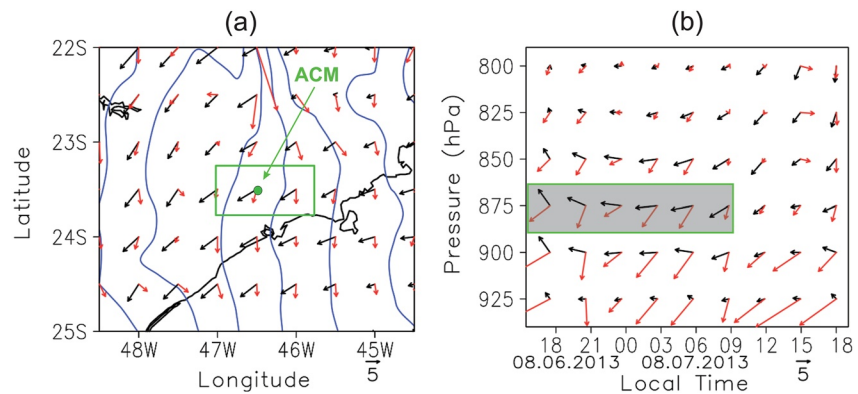 (a)
(b)
22S
23S
24S
25S
Latitude
ACM
48W 47W 46W 45W
Longitude
5
800
825
850
875
900
925
Pressure (hPa)
18 21 00 03 06 09 12 15 18
08.06.2013 08.07.2013
Local Time
5